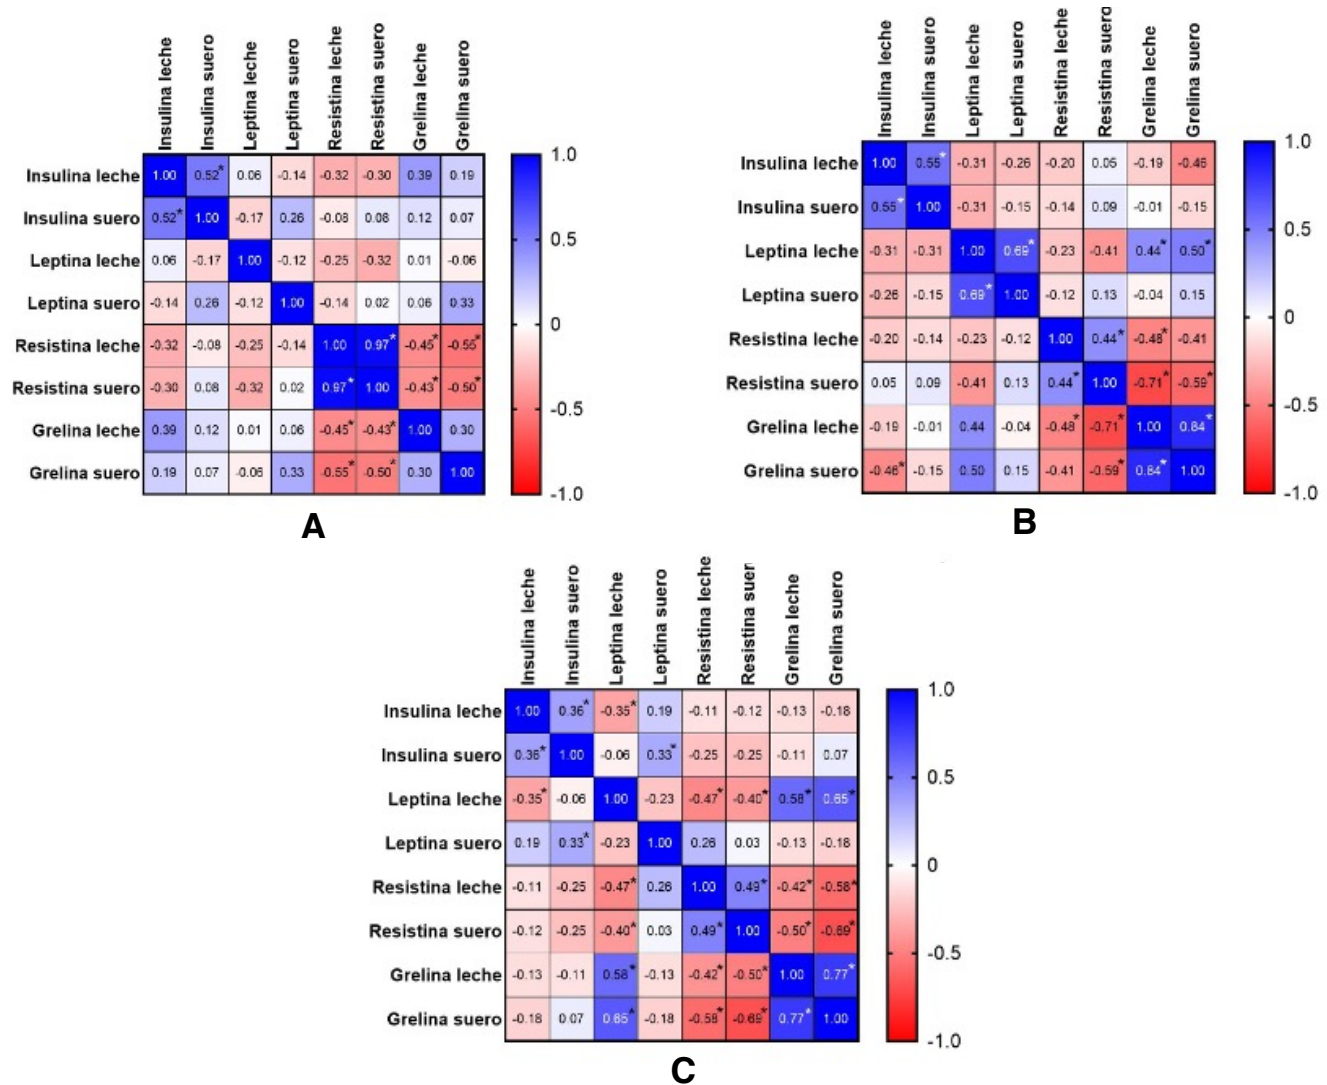 Insulina leche
Insulina suero
Leptina leche
Leptina suero
Resistina leche
Resistina suero
Grelina leche
Grelina suero
Insulina leche 1.00 0.52* 0.06 -0.14 -0.32 -0.30 0.39 0.19
Insulina suero 0.52* 1.00 -0.17 0.26 -0.08 0.08 0.12 0.07
Leptina leche 0.06 -0.17 1.00 -0.12 -0.25 -0.32 0.01 -0.06
Leptina suero -0.14 0.26 -0.12 1.00 -0.14 0.02 0.06 0.33
Resistina leche -0.32 -0.08 -0.25 -0.14 1.00 0.97* -0.45* -0.55*
Resistina suero -0.30 0.08 -0.32 0.02 0.97* 1.00 -0.43* -0.50*
Grelina leche 0.39 0.12 0.01 0.06 -0.45* -0.43* 1.00 0.30
Grelina suero 0.19 0.07 -0.06 0.33 -0.55* -0.50* 0.30 1.00
1.0
0.5
0
-0.5
-1.0
A
Insulina leche
Insulina suero
Leptina leche
Leptina suero
Resistina leche
Resistina suero
Grelina leche
Grelina suero
Insulina leche 1.00 0.55* -0.31 -0.26 -0.20 0.05 -0.19 -0.46
Insulina suero 0.55* 1.00 -0.31 -0.15 -0.14 0.09 -0.01 -0.15
Leptina leche -0.31 -0.31 1.00 0.69* -0.23 -0.41 0.44* 0.50*
Leptina suero -0.26 -0.15 0.69* 1.00 -0.12 0.13 -0.04 0.15
Resistina leche -0.20 -0.14 -0.23 -0.12 1.00 0.44* -0.48* -0.41
Resistina suero 0.05 0.09 -0.41 0.13 0.44* 1.00 -0.71* -0.59*
Grelina leche -0.19 -0.01 0.44 -0.04 -0.48* -0.71* 1.00 0.84*
Grelina suero -0.46* -0.15 0.50 0.15 -0.41 -0.59* 0.84* 1.00
1.0
0.5
0
-0.5
-1.0
B
Insulina leche
Insulina suero
Leptina leche
Leptina suero
Resistina leche
Resistina suer
Grelina leche
Grelina suero
Insulina leche 1.00 0.36* -0.35* 0.19 -0.11 -0.12 -0.13 -0.18
Insulina suero 0.36* 1.00 -0.06 0.33* -0.25 -0.25 -0.11 0.07
Leptina leche -0.35* -0.06 1.00 -0.23 -0.47* -0.40* 0.58* 0.65*
Leptina suero 0.19 0.33* -0.23 1.00 0.26 0.03 -0.13 -0.18
Resistina leche -0.11 -0.25 -0.47* 0.26 1.00 0.49* -0.42* -0.58*
Resistina suero -0.12 -0.25 -0.40* 0.03 0.49* 1.00 -0.50* -0.69*
Grelina leche -0.13 -0.11 0.58* -0.13 -0.42* -0.50* 1.00 0.77*
Grelina suero -0.18 0.07 0.65* -0.18 -0.58* -0.69* 0.77* 1.00
1.0
0.5
0
-0.5
-1.0
C